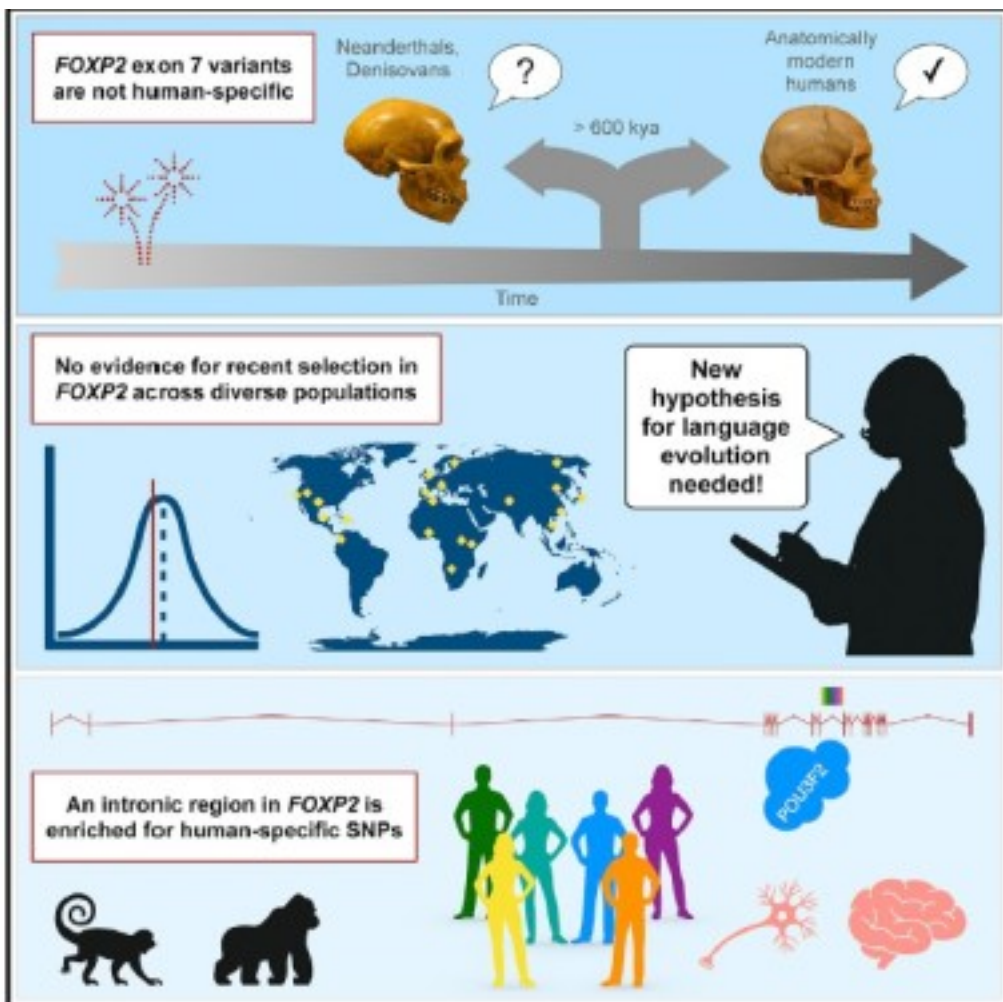 FOXP2 exon 7 variants
are not human-specific
Neanderthals,
Denisovans
?
> 600 kya
Anatomically
modern
humans
✓
Time
No evidence for recent selection in
FOXP2 across diverse populations
New
hypothesis
for language
evolution
needed!
An intronic region in FOXP2 is
enriched for human-specific SNPs
POU3F2